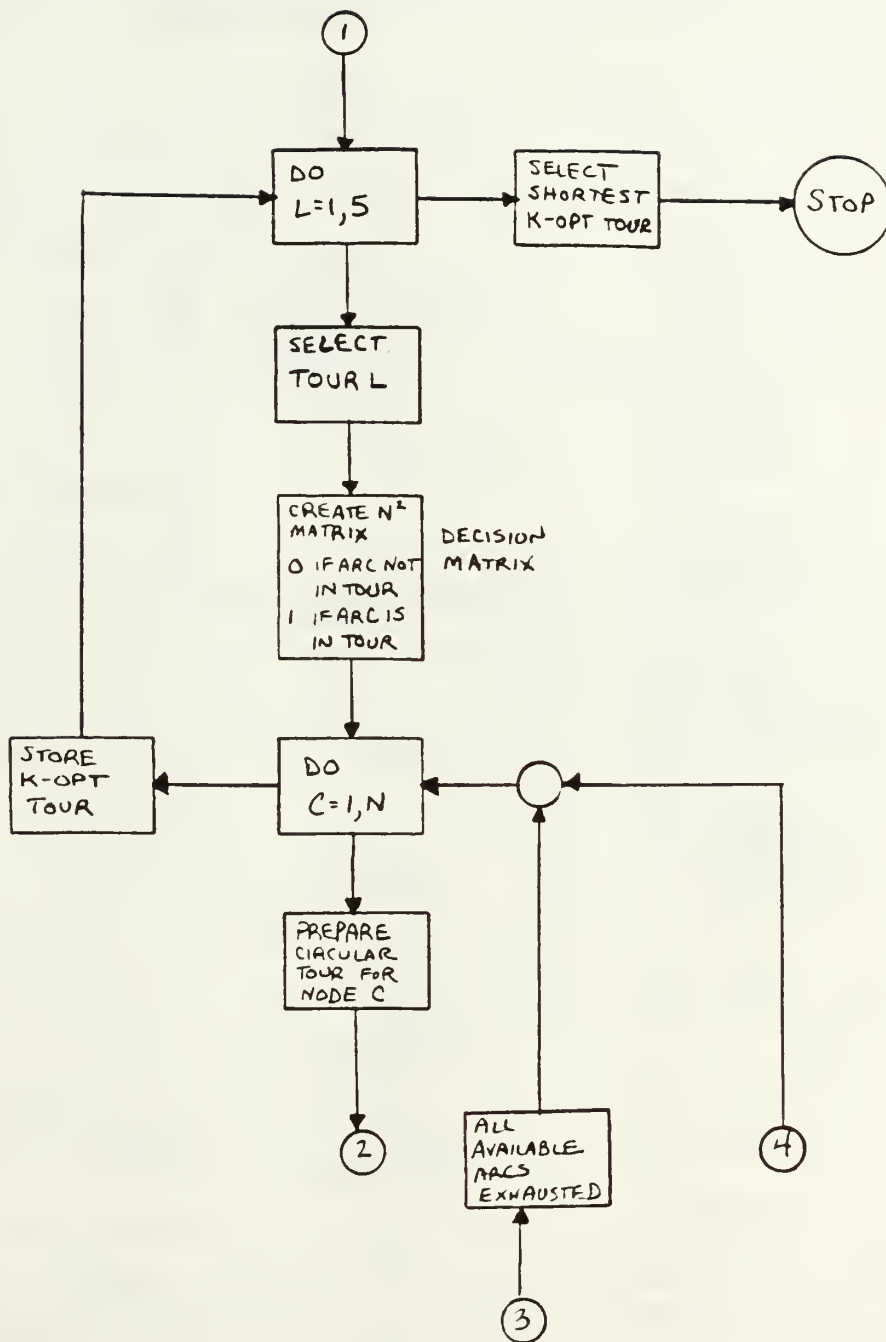 1
DO
L=1,5
SELECT
SHORTEST
K-OPT TOUR
STOP
SELECT
TOUR L
CREATE N²
MATRIX
0 IF ARC NOT
IN TOUR
1 IF ARC IS
IN TOUR
DECISION
MATRIX
STORE
K-OPT
TOUR
DO
C=1,N
PREPARE
CIRCULAR
TOUR FOR
NODE C
2
ALL
AVAILABLE
ARCS
EXHAUSTED
4
3